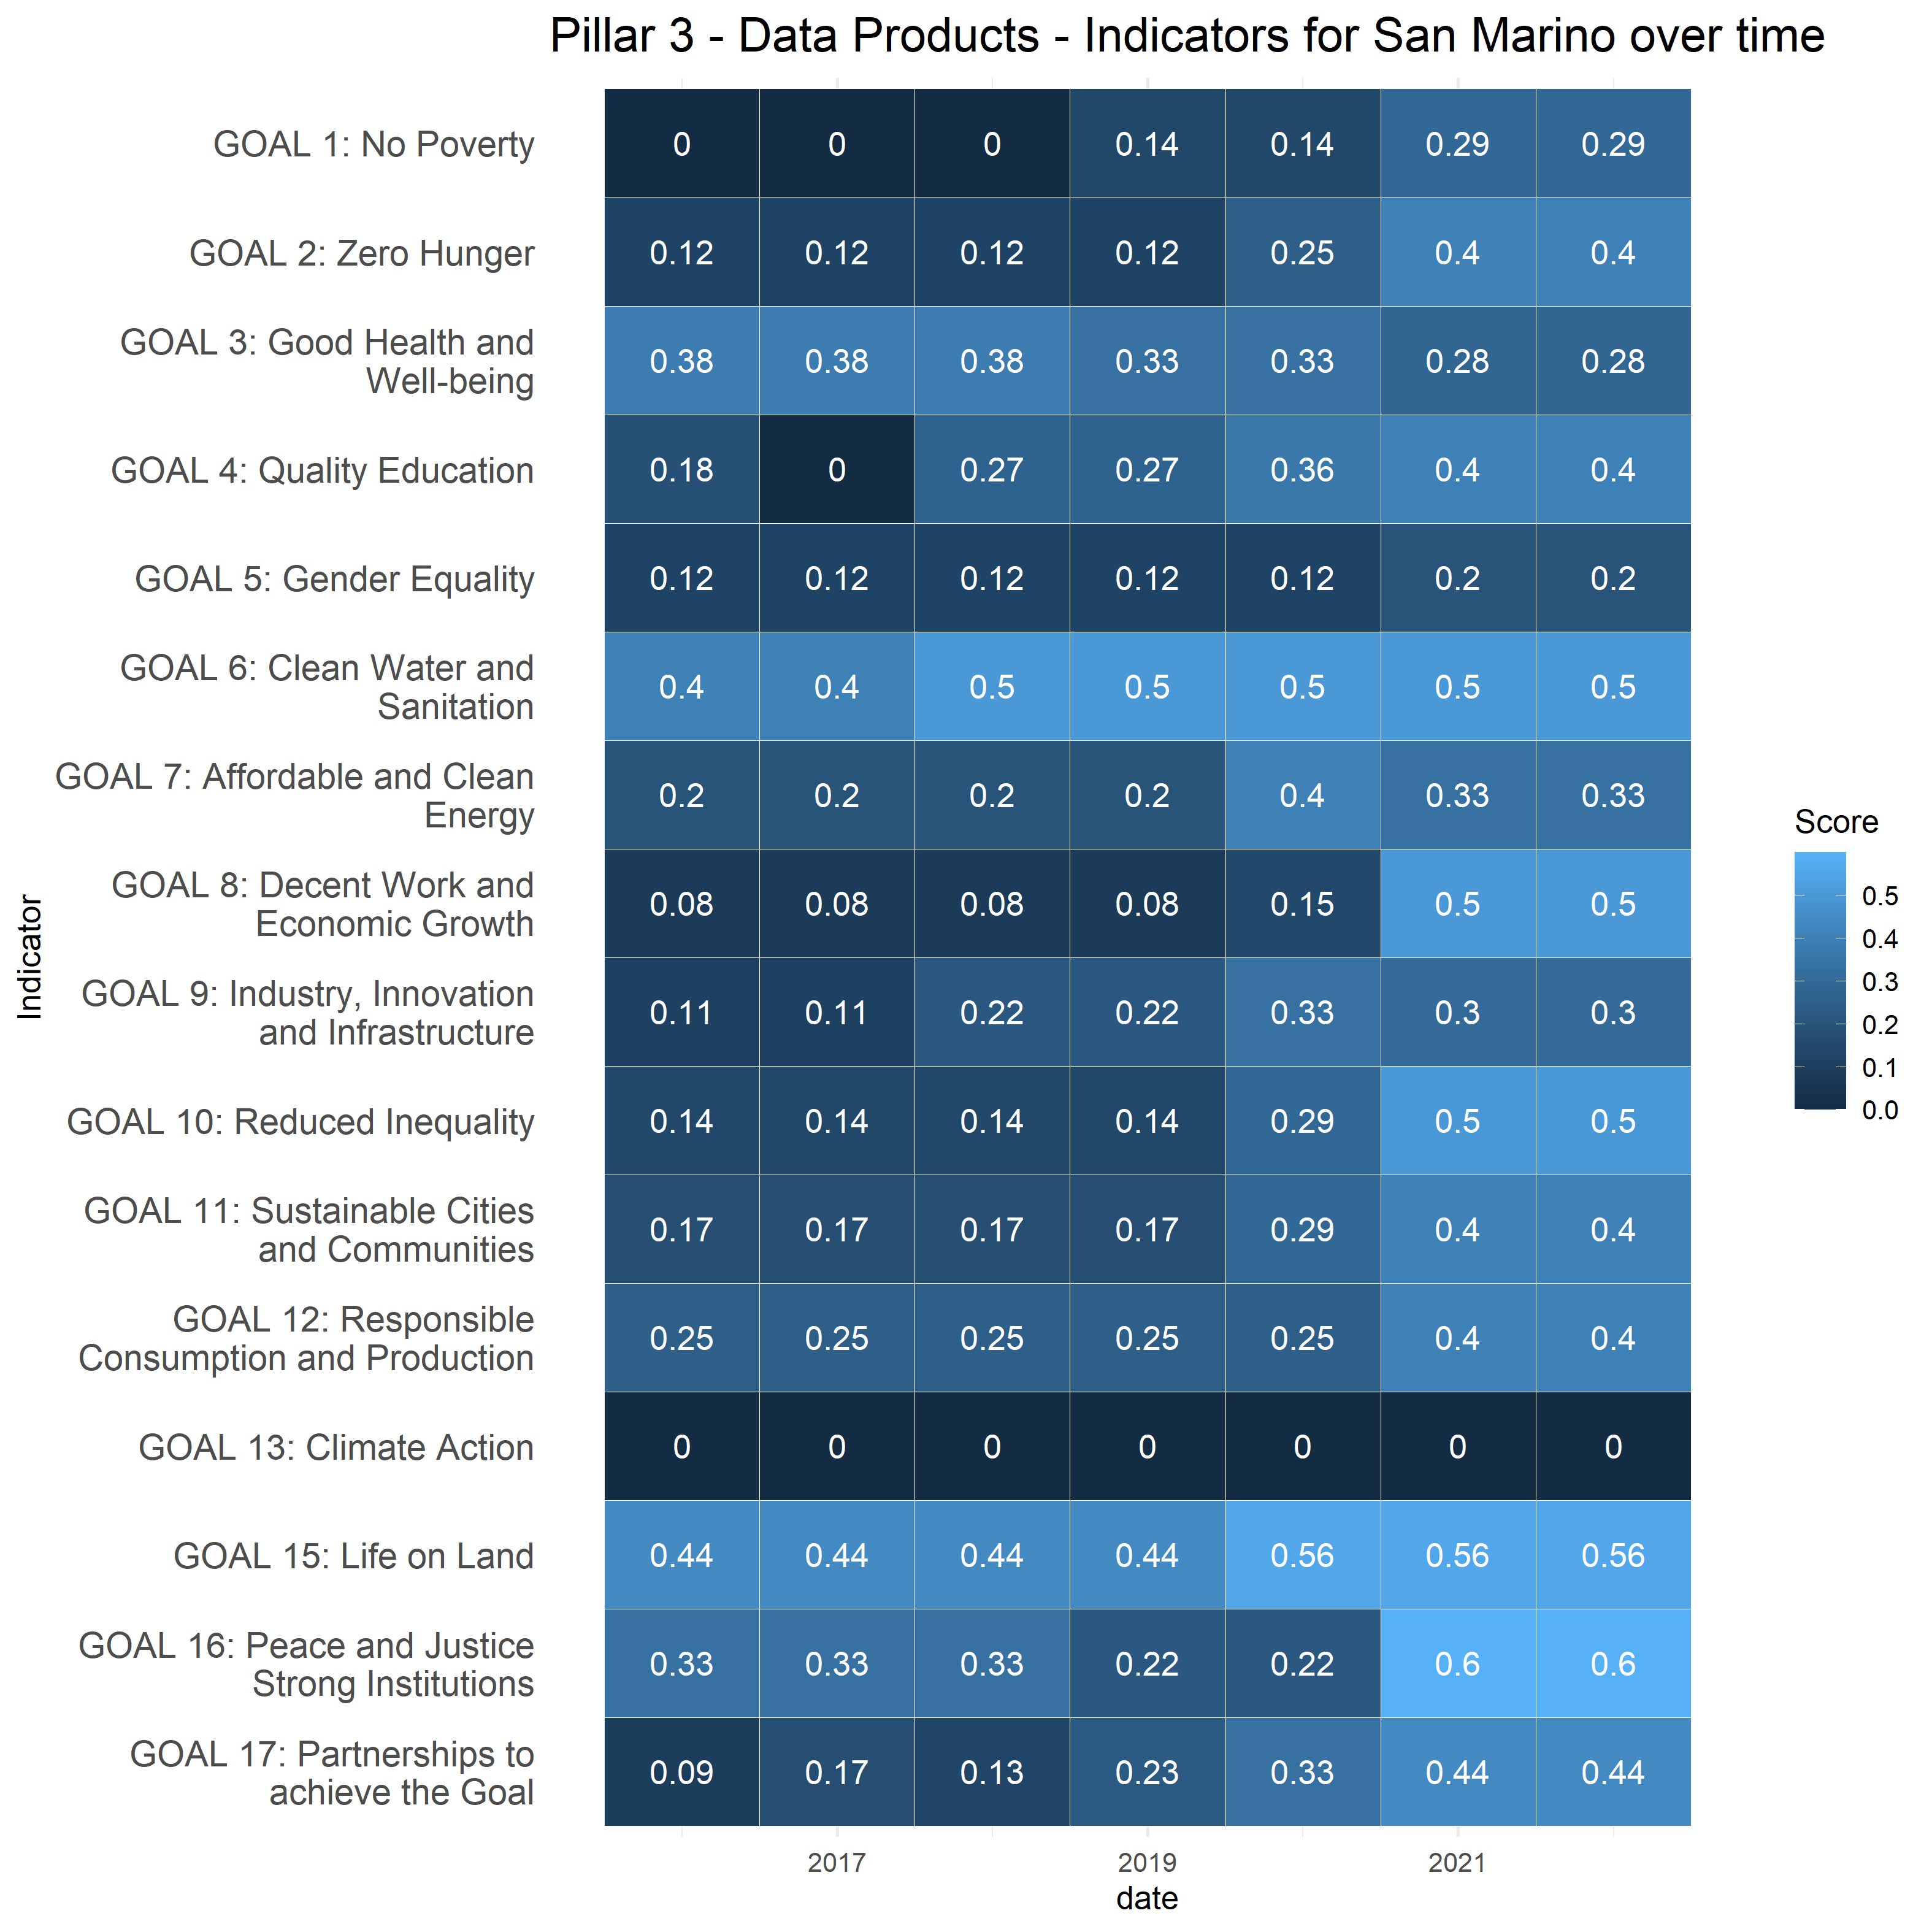 Pillar 3 - Data Products - Indicators for San Marino over time
GOAL 1: No Poverty
0 0 0 0.14 0.14 0.29 0.29
GOAL 2: Zero Hunger
0.12 0.12 0.12 0.12 0.25 0.4 0.4
GOAL 3: Good Health and
Well-being
0.38 0.38 0.38 0.33 0.33 0.28 0.28
GOAL 4: Quality Education
0.18 0 0.27 0.27 0.36 0.4 0.4
GOAL 5: Gender Equality
0.12 0.12 0.12 0.12 0.12 0.2 0.2
GOAL 6: Clean Water and
Sanitation
0.4 0.4 0.5 0.5 0.5 0.5 0.5
GOAL 7: Affordable and Clean
Energy
0.2 0.2 0.2 0.2 0.4 0.33 0.33
GOAL 8: Decent Work and
Economic Growth
0.08 0.08 0.08 0.08 0.15 0.5 0.5
GOAL 9: Industry, Innovation
and Infrastructure
0.11 0.11 0.22 0.22 0.33 0.3 0.3
GOAL 10: Reduced Inequality
0.14 0.14 0.14 0.14 0.29 0.5 0.5
GOAL 11: Sustainable Cities
and Communities
0.17 0.17 0.17 0.17 0.29 0.4 0.4
GOAL 12: Responsible
Consumption and Production
0.25 0.25 0.25 0.25 0.25 0.4 0.4
GOAL 13: Climate Action
0 0 0 0 0 0 0
GOAL 15: Life on Land
0.44 0.44 0.44 0.44 0.56 0.56 0.56
GOAL 16: Peace and Justice
Strong Institutions
0.33 0.33 0.33 0.22 0.22 0.6 0.6
GOAL 17: Partnerships to
achieve the Goal
0.09 0.17 0.13 0.23 0.33 0.44 0.44
2017 2019 2021
date
Indicator
Score
0.5
0.4
0.3
0.2
0.1
0.0